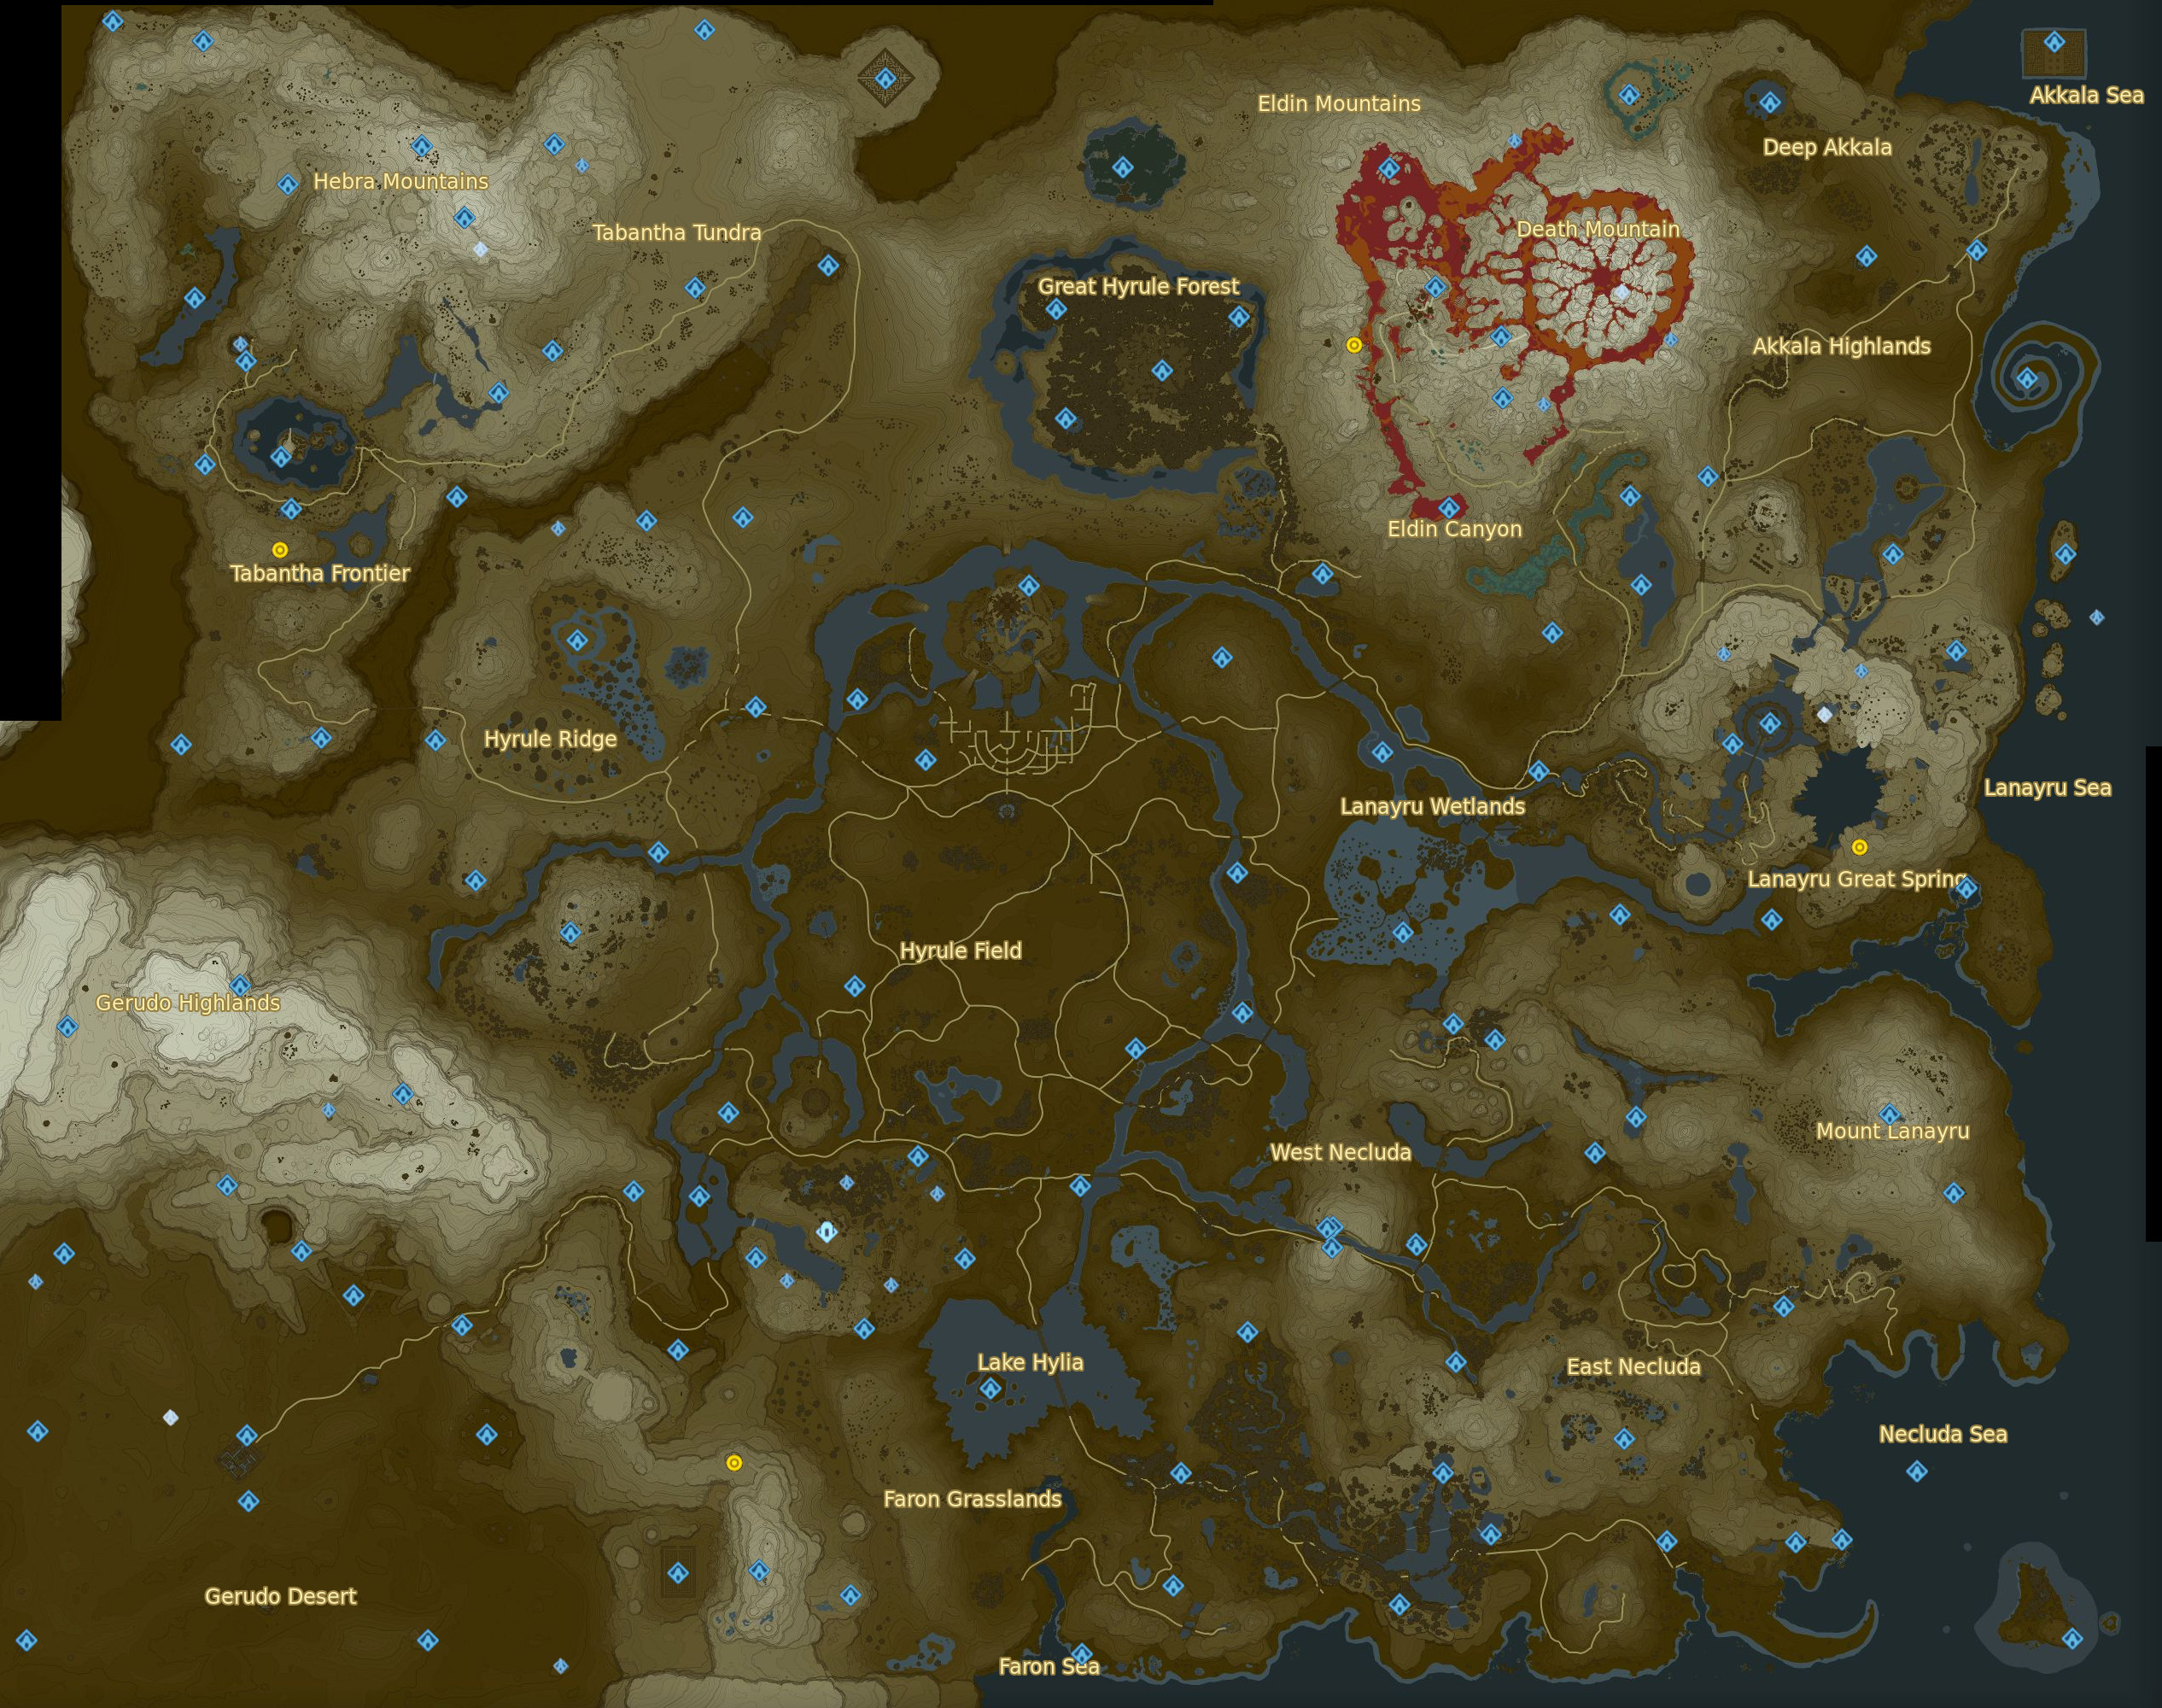 Akkala Sea
Eldin Mountains
Deep Akkala
Hebra Mountains
Tabantha Tundra
Death Mountain
Great Hyrule Forest
Akkala Highlands
Eldin Canyon
Tabantha Frontier
Hyrule Ridge
Lanayru Sea
Lanayru Wetlands
Lanayru Great Spring
Hyrule Field
Gerudo Highlands
Mount Lanayru
West Necluda
Lake Hylia
East Necluda
Necluda Sea
Faron Grasslands
Gerudo Desert
Faron Sea